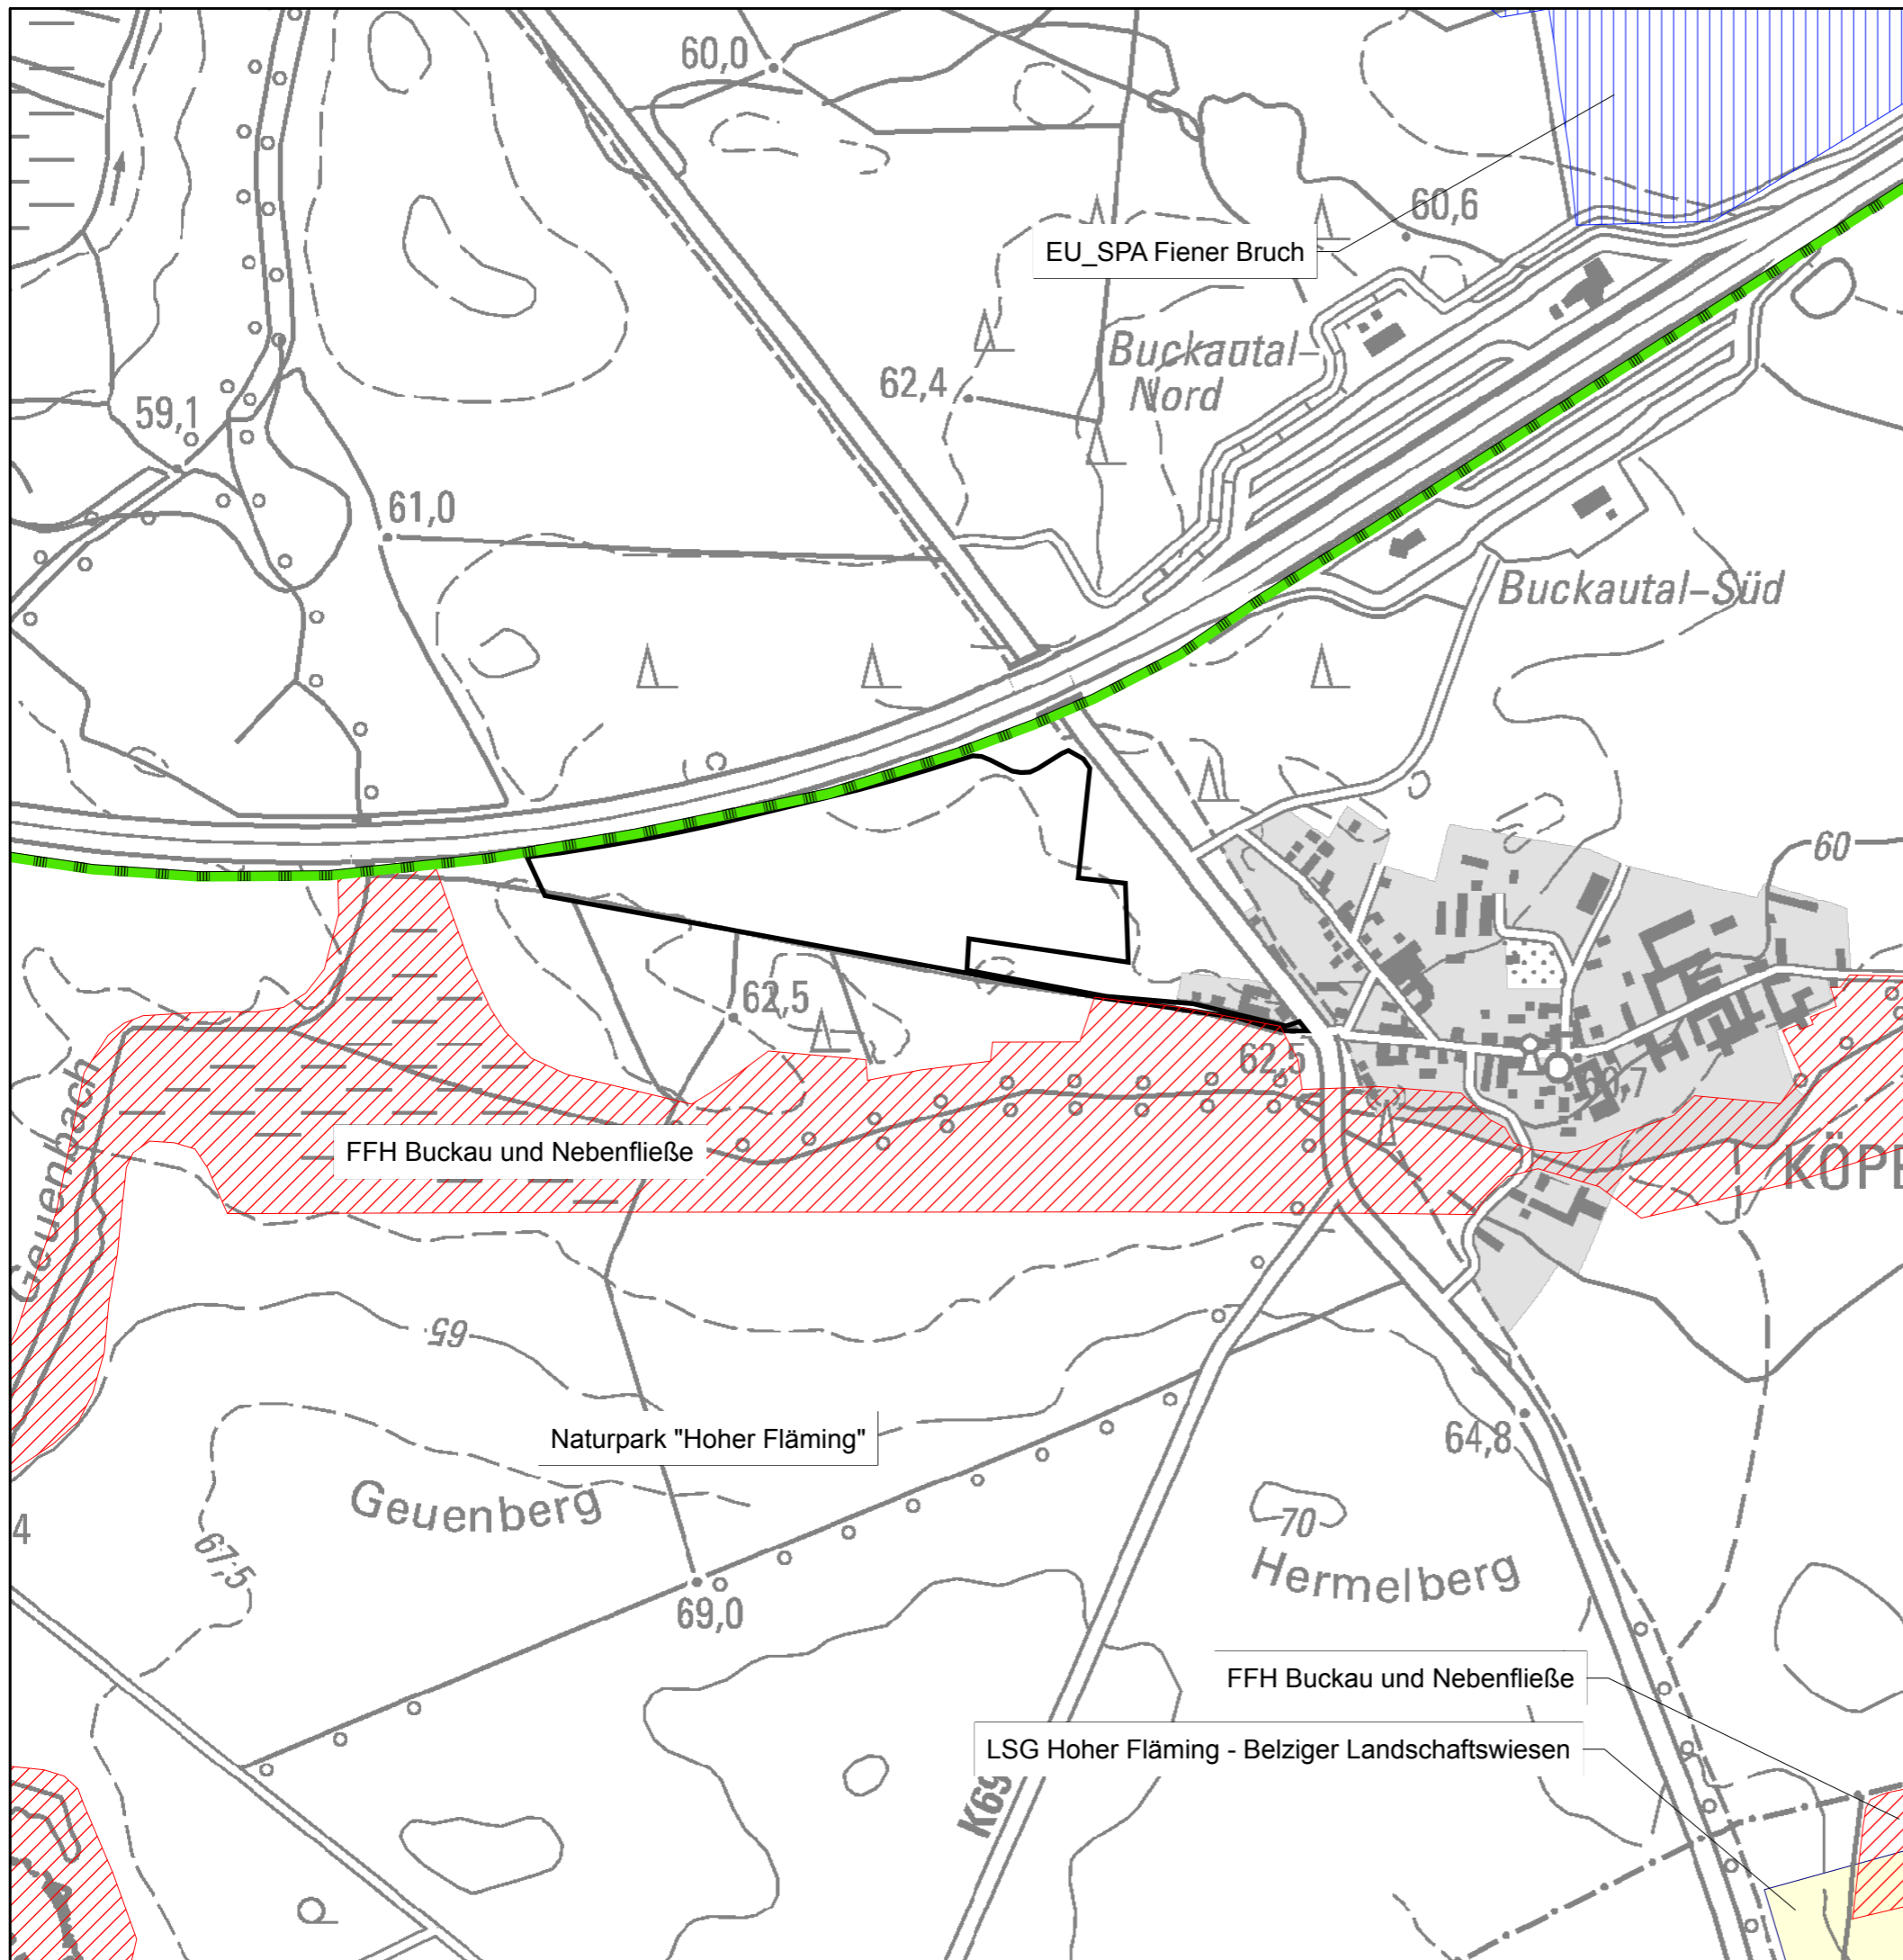 60,0
60,6
EU_SPA Fiener Bruch
Buckautal-
Nord
62,4
59,1
61,0
Buckautal-Süd
60
62,5
62,5
Geuenbach
FFH Buckau und Nebenfließe
KÖPE
65
Naturpark "Hoher Fläming"
64,8
Geuenberg
70
4
67,5
Hermelberg
69,0
FFH Buckau und Nebenfließe
LSG Hoher Fläming - Belziger Landschaftswiesen
K69